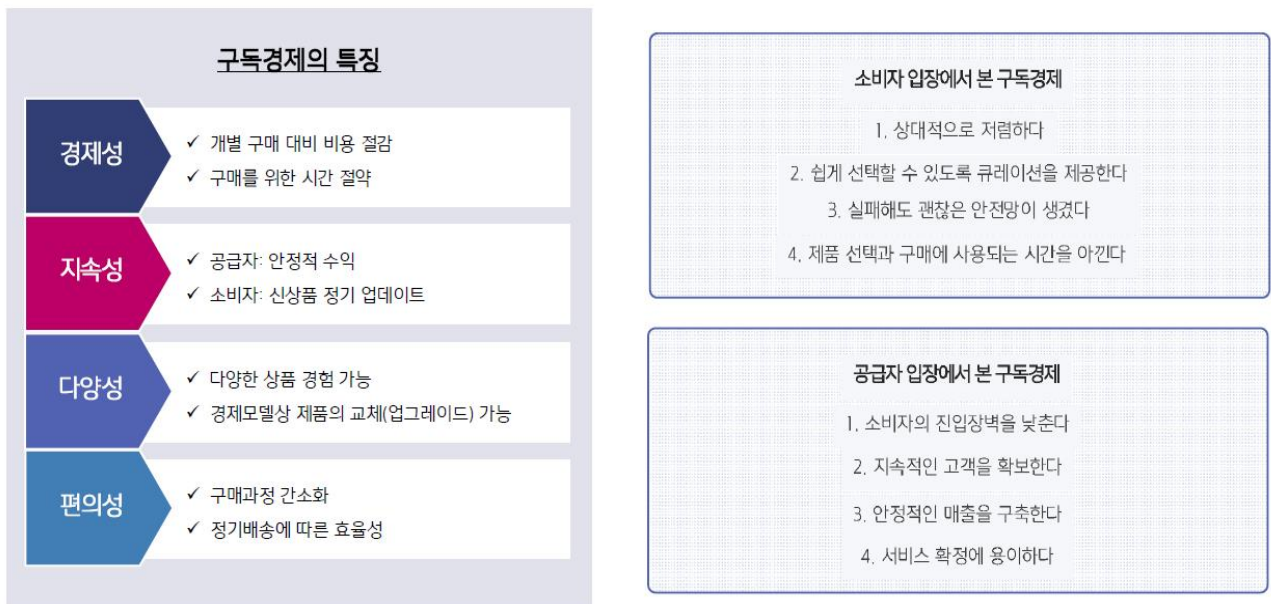 구독경제의 특징
경제성
✓ 개별 구매 대비 비용 절감
✓ 구매를 위한 시간 절약
지속성
✓ 공급자: 안정적 수익
✓ 소비자: 신상품 정기 업데이트
다양성
✓ 다양한 상품 경험 가능
✓ 경제모델상 제품의 교체(업그레이드) 가능
편의성
✓ 구매과정 간소화
✓ 정기배송에 따른 효율성
소비자 입장에서 본 구독경제
1. 상대적으로 저렴하다
2. 쉽게 선택할 수 있도록 큐레이션을 제공한다
3. 실패해도 괜찮은 안전망이 생겼다
4. 제품 선택과 구매에 사용되는 시간을 아낀다
공급자 입장에서 본 구독경제
1. 소비자의 진입장벽을 낮춘다
2. 지속적인 고객을 확보한다
3. 안정적인 매출을 구축한다
4. 서비스 확정에 용이하다